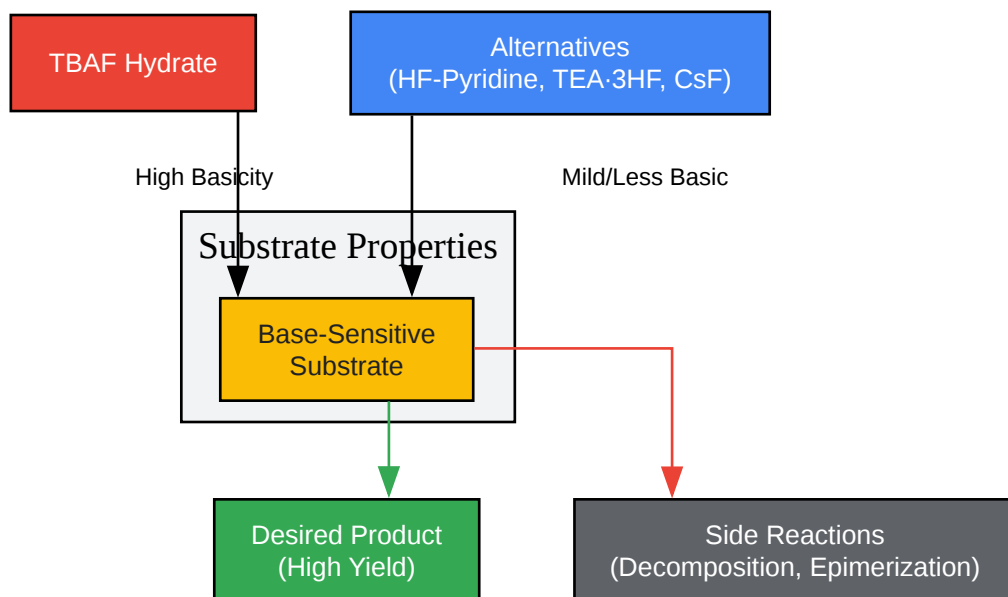 TBAF Hydrate
Alternatives
(HF-Pyridine, TEA·3HF, CsF)
High Basicity
Mild/Less Basic
Substrate Properties
Base-Sensitive
Substrate
Desired Product
(High Yield)
Side Reactions
(Decomposition, Epimerization)